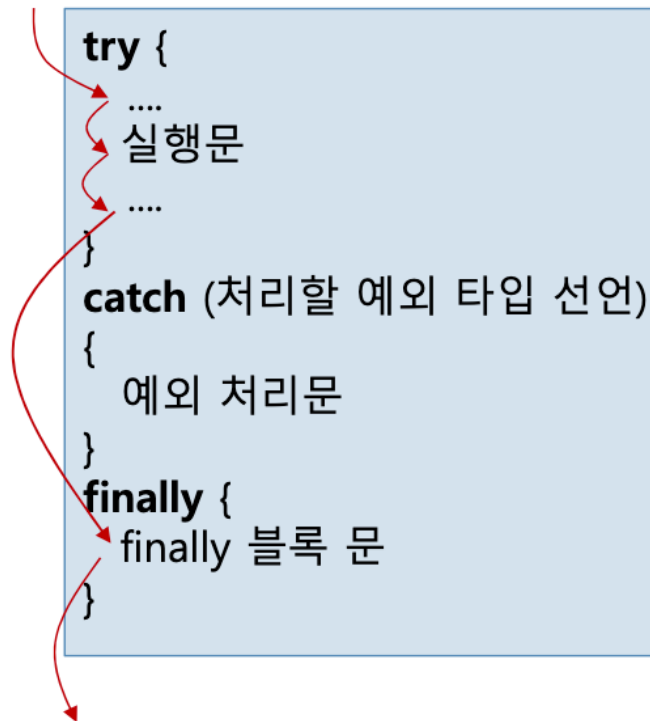 try {
....
실행문
....
}
catch (처리할 예외 타입 선언)
{
예외 처리문
}
finally {
finally 블록 문
}